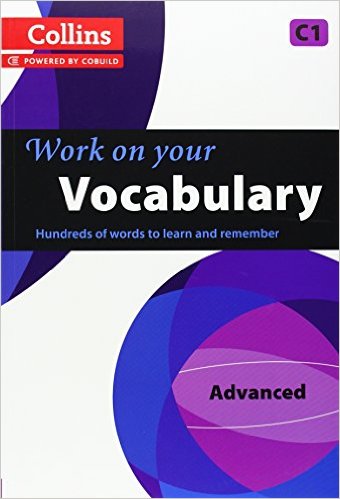 Collins
POWERED BY COBUILD
C1
Work on your
Vocabulary
Hundreds of words to learn and remember
Advanced